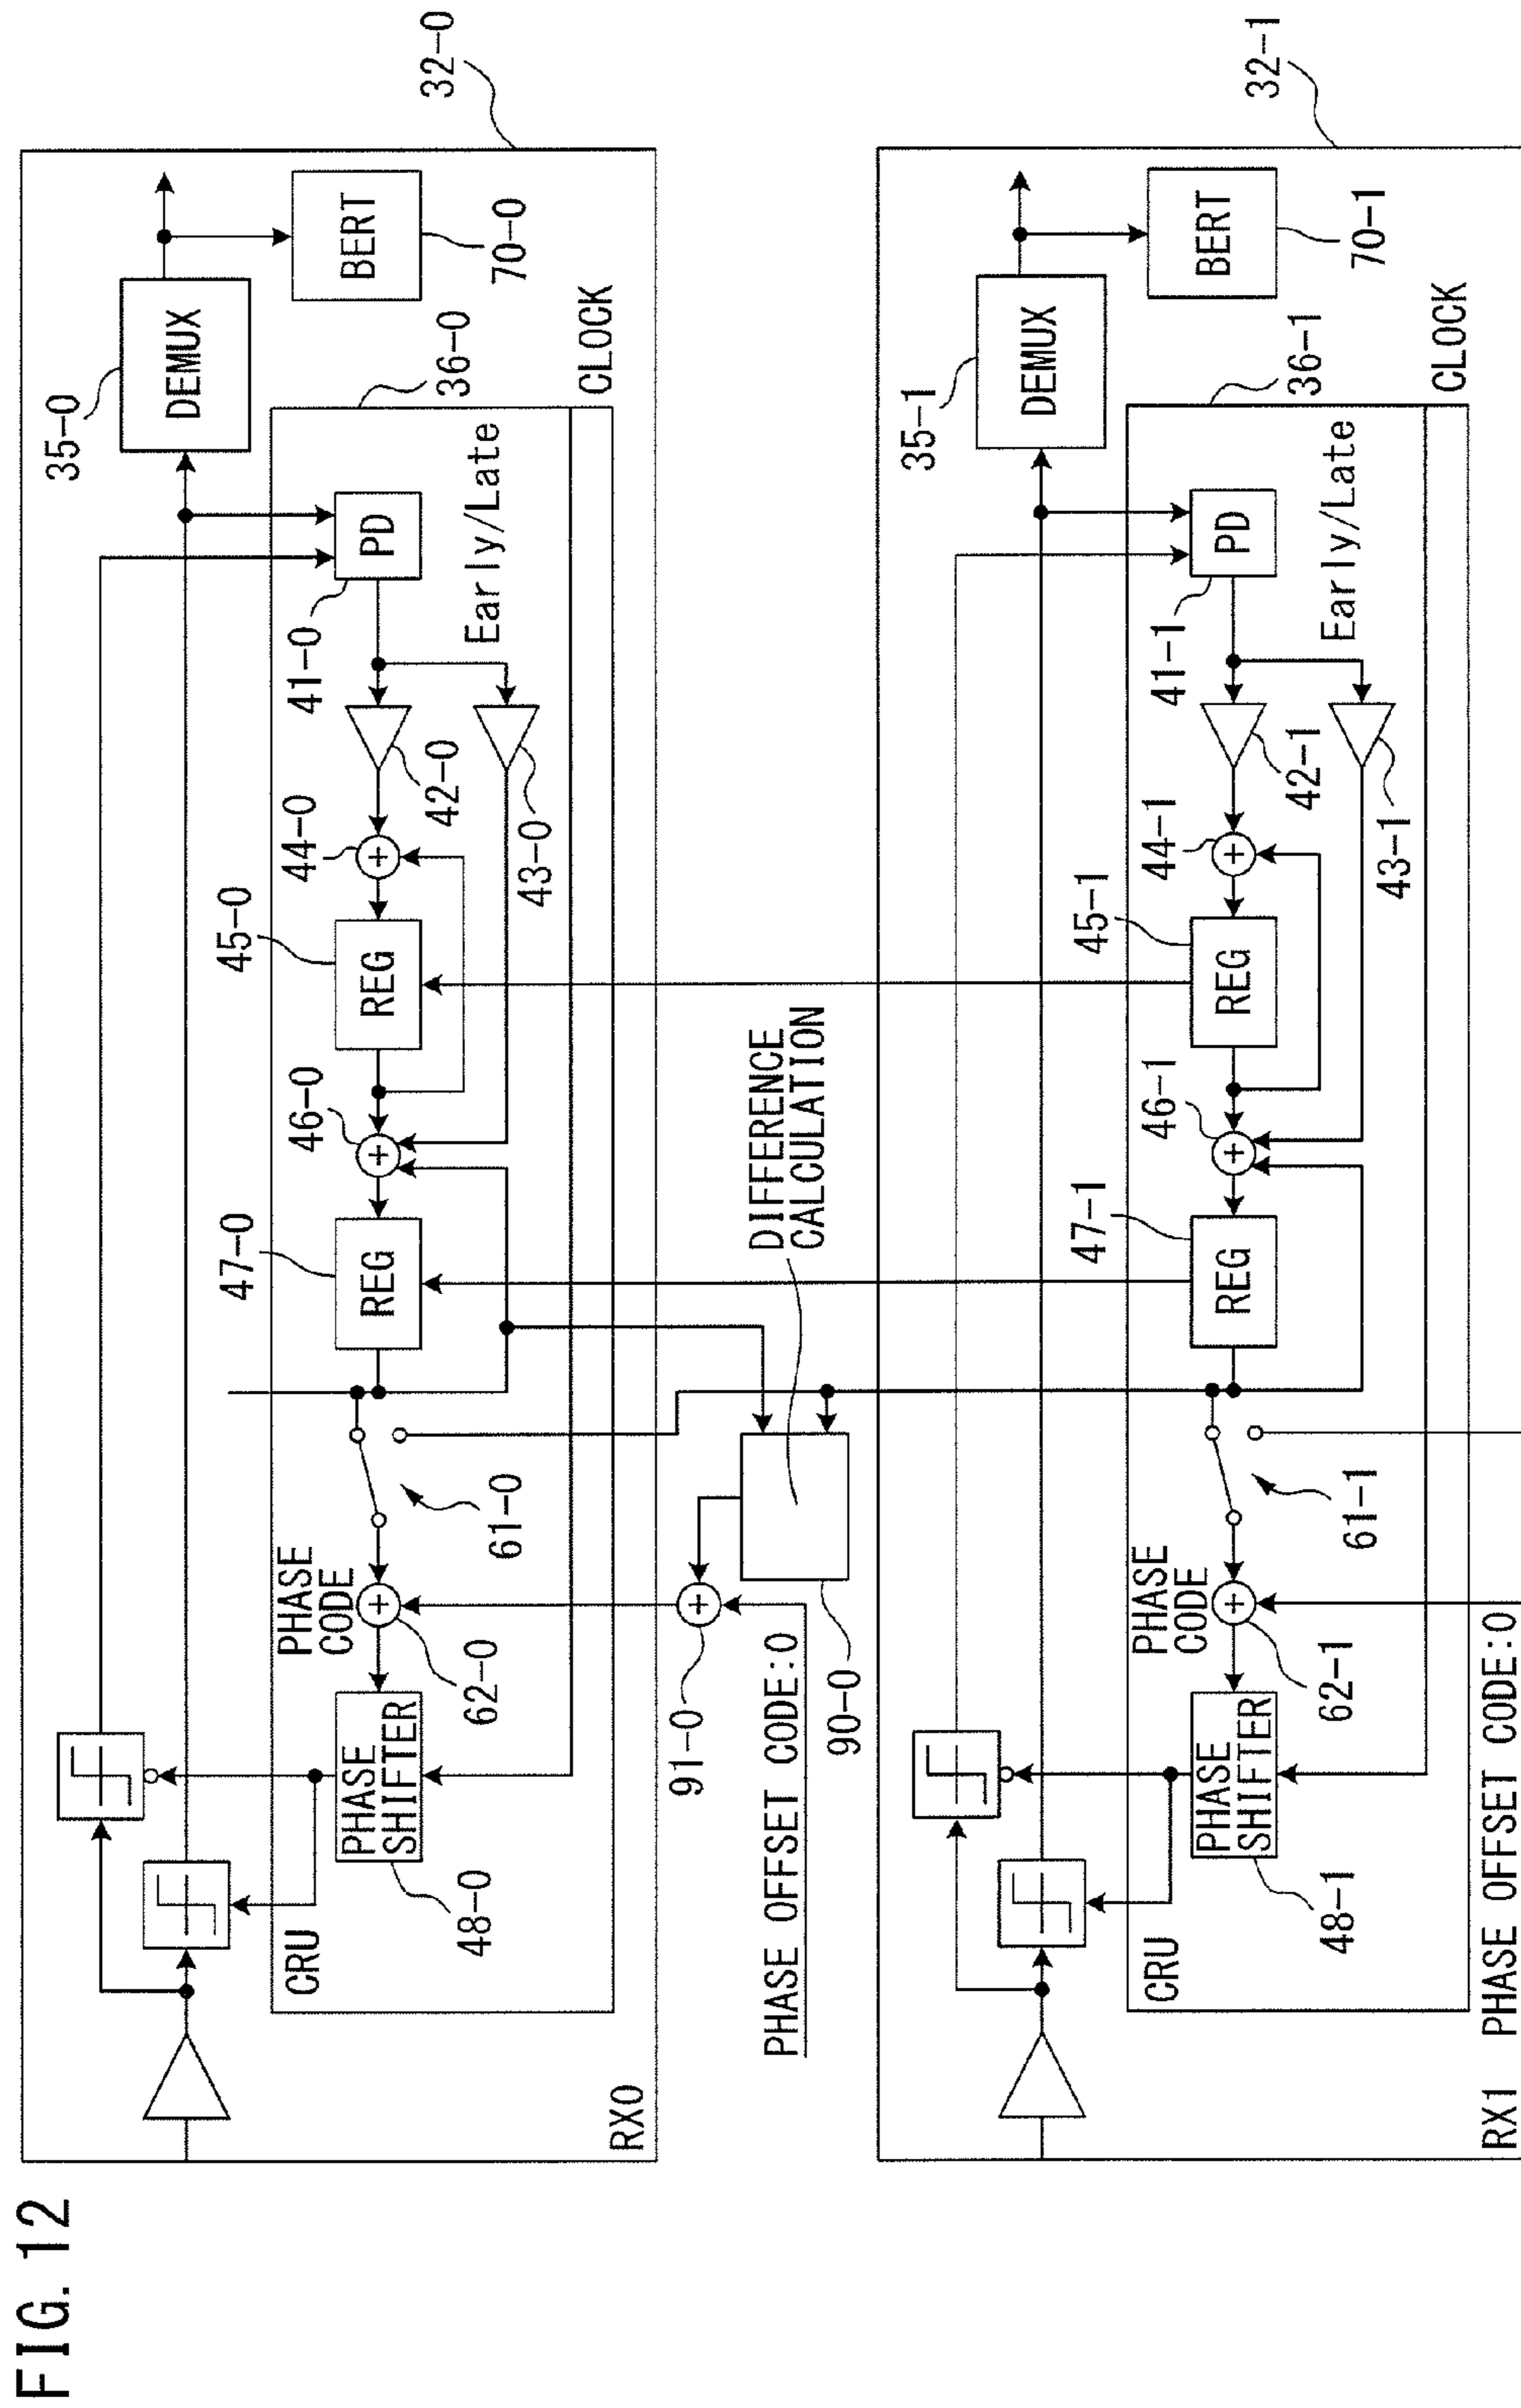 FIG. 12
32-0
35-0
DEMUX
BERT
70-0
36-0
CLOCK
PD
41-0
Early/Late
42-0
43-0
44-0
45-0
REG
46-0
47-0
REG
61-0
PHASE
CODE
62-0
PHASE
SHIFTER
48-0
CRU
RX0
DIFFERENCE
CALCULATION
90-0
91-0
PHASE OFFSET CODE:0
32-1
35-1
DEMUX
BERT
70-1
36-1
CLOCK
PD
41-1
Early/Late
42-1
43-1
44-1
45-1
REG
46-1
47-1
REG
61-1
PHASE
CODE
62-1
PHASE
SHIFTER
48-1
CRU
RX1
PHASE OFFSET CODE:0